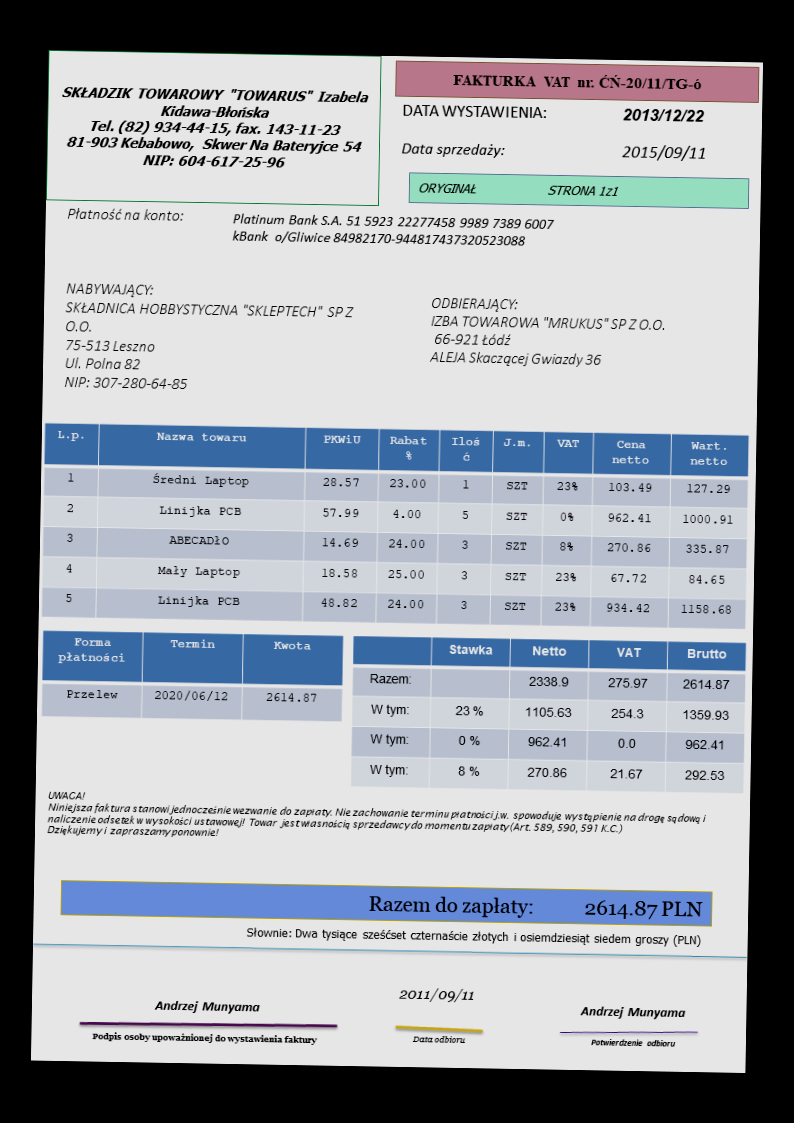 SKŁADZIK TOWAROWY "TOWARUS" Izabela
Kidawa-Błońska
Tel. (82) 934-44-15, fax. 143-11-23
81-903 Kebabowo, Skwer Na Bateryjce 54
NIP: 604-617-25-96
FAKTURKA VAT nr. ĆŃ-20/11/TG-ó
DATA WYSTAWIENIA: 2013/12/22
Data sprzedaży: 2015/09/11
ORYGINAŁ STRONA 1z1
Płatność na konto: Platinum Bank S.A. 51 5923 22277458 9989 7389 6007
kBank o/Gliwice 84982170-944817437320523088
NABYWAJĄCY:
SKŁADNICA HOBBYSTYCZNA "SKLEPTECH" SP Z
O.O.
75-513 Leszno
Ul. Polna 82
NIP: 307-280-64-85
ODBIERAJĄCY:
IZBA TOWAROWA "MRUKUS" SP Z O.O.
66-921 Łódź
ALEJA Skaczącej Gwiazdy 36
L.p. Nazwa towaru PKWiU Rabat % Iloś ć J.m. VAT Cena netto Wart. netto
1 Średni Laptop 28.57 23.00 1 SZT 23% 103.49 127.29
2 Linijka PCB 57.99 4.00 5 SZT 0% 962.41 1000.91
3 ABECADŁO 14.69 24.00 3 SZT 8% 270.86 335.87
4 Mały Laptop 18.58 25.00 3 SZT 23% 67.72 84.65
5 Linijka PCB 48.82 24.00 3 SZT 23% 934.42 1158.68
Forma płatności Termin Kwota
Przelew 2020/06/12 2614.87
Stawka Netto VAT Brutto
Razem: 2338.9 275.97 2614.87
W tym: 23 % 1105.63 254.3 1359.93
W tym: 0 % 962.41 0.0 962.41
W tym: 8 % 270.86 21.67 292.53
UWACA!
Niniejsza faktura stanowi jednocześnie wezwanie do zapłaty. Nie zachowanie terminu płatności j.w. spowoduje wystąpienie na drogę sądową i
naliczenie odsetek w wysokości ustawowej! Towar jest własnością sprzedawcy do momentu zapłaty (Art. 589, 590, 591 K.C.)
Dziękujemy i zapraszamy ponownie!
Razem do zapłaty: 2614.87 PLN
Słownie: Dwa tysiące sześćset czternaście złotych i osiemdziesiąt siedem groszy (PLN)
Andrzej Munyama
Podpis osoby upoważnionej do wystawienia faktury
2011/09/11
Data odbioru
Andrzej Munyama
Potwierdzenie odbioru